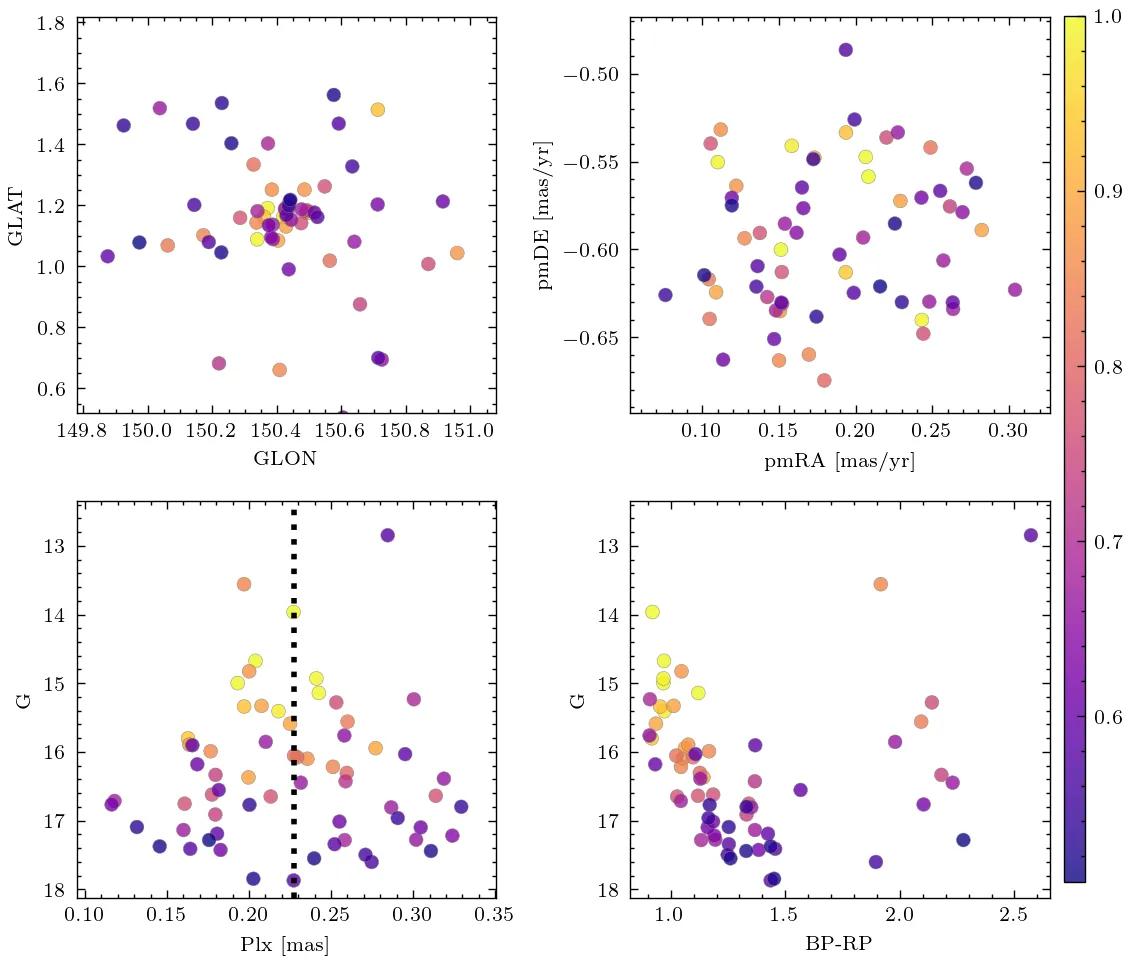 1.8
1.6
1.4
1.2
1.0
0.8
0.6
GLAT
149.8 150.0 150.2 150.4 150.6 150.8 151.0
GLON
−0.50
−0.55
−0.60
−0.65
pmDE [mas/yr]
0.10 0.15 0.20 0.25 0.30
pmRA [mas/yr]
1.0
0.9
0.8
0.7
0.6
13
14
15
16
17
18
G
0.10 0.15 0.20 0.25 0.30 0.35
Plx [mas]
13
14
15
16
17
18
G
1.0 1.5 2.0 2.5
BP-RP